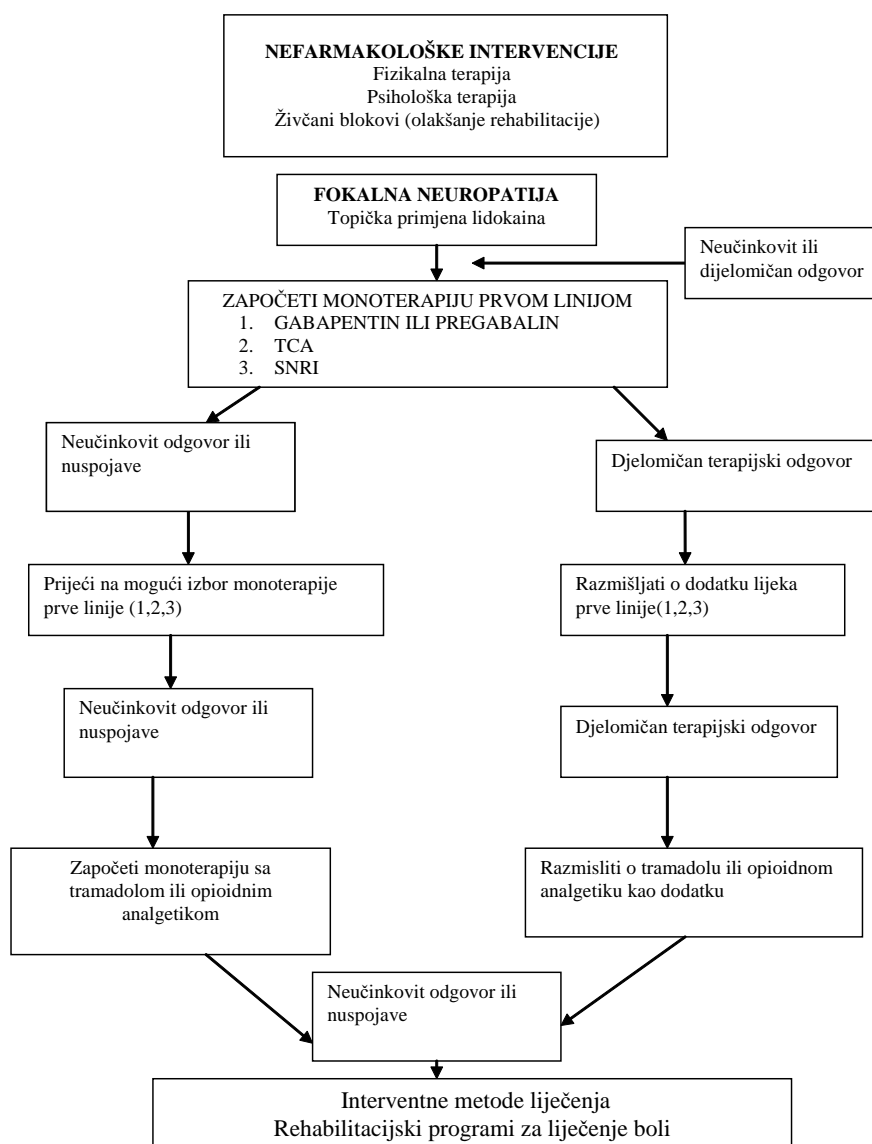 NEFARMAKOLOŠKE INTERVENCIJE
Fizikalna terapija
Psihološka terapija
Živčani blokovi (olakšanje rehabilitacije)
FOKALNA NEUROPATIJA
Topička primjena lidokaina
Neučinkovit ili
dijelomičan odgovor
ZAPOČETI MONOTERAPIJU PRVOM LINIJOM
1. GABAPENTIN ILI PREGABALIN
2. TCA
3. SNRI
Neučinkovit odgovor ili
nuspojave
Djelomičan terapijski odgovor
Prijeći na mogući izbor monoterapije
prve linije (1,2,3)
Razmišljati o dodatku lijeka
prve linije(1,2,3)
Neučinkovit odgovor ili
nuspojave
Djelomičan terapijski odgovor
Započeti monoterapiju sa
tramadolom ili opioidnim
analgetikom
Razmisliti o tramadolu ili opioidnom
analgetiku kao dodatku
Neučinkovit odgovor ili
nuspojave
Interventne metode liječenja
Rehabilitacijski programi za liječenje boli